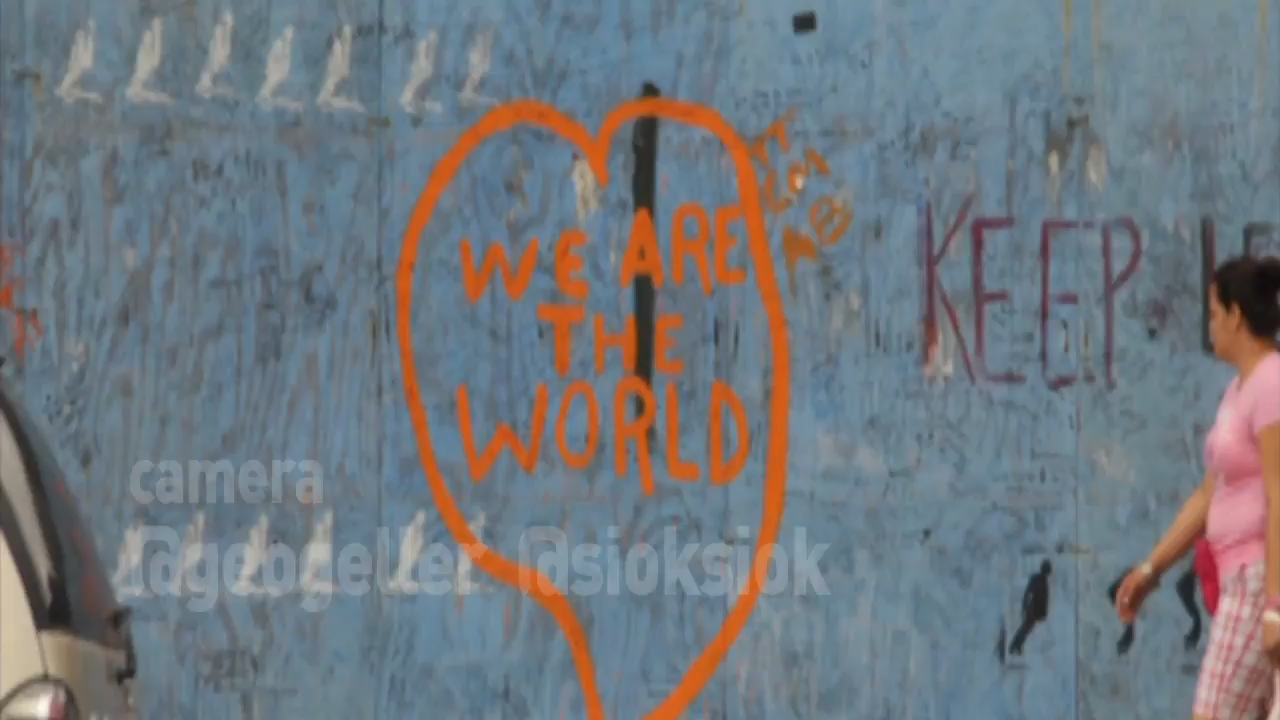 WE ARE
THE
WORLD
KEEP
camera
@geogeller @sioksiok